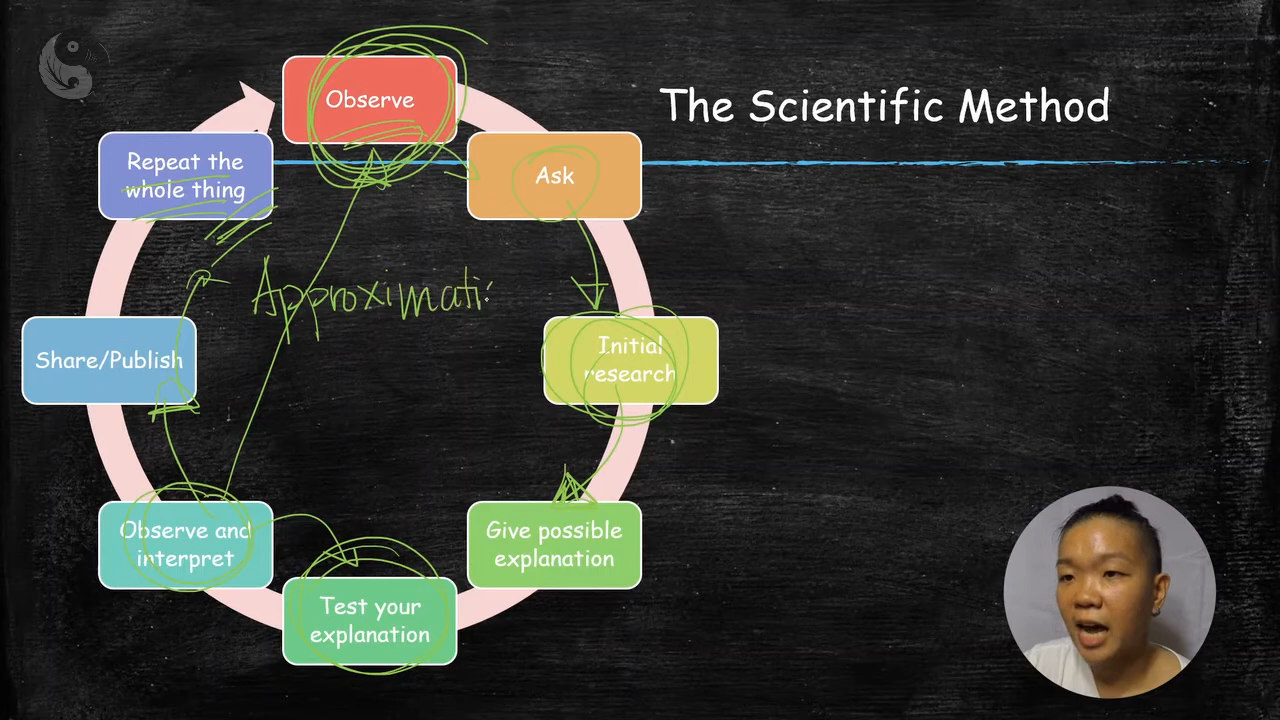 The Scientific Method
Observe
Ask
Initial
research
Give possible
explanation
Test your
explanation
Observe and
interpret
Share/Publish
Repeat the
whole thing
Approximati